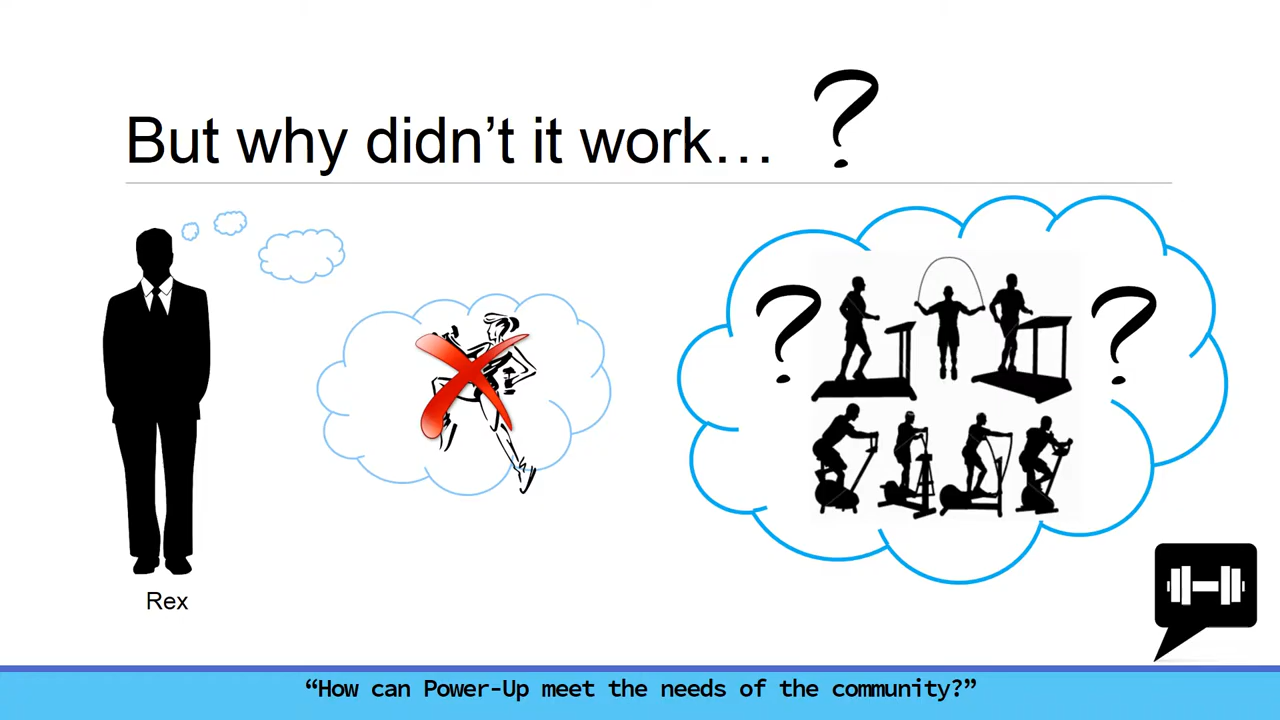 But why didn’t it work… ?
? ?
Rex
“How can Power-Up meet the needs of the community?”